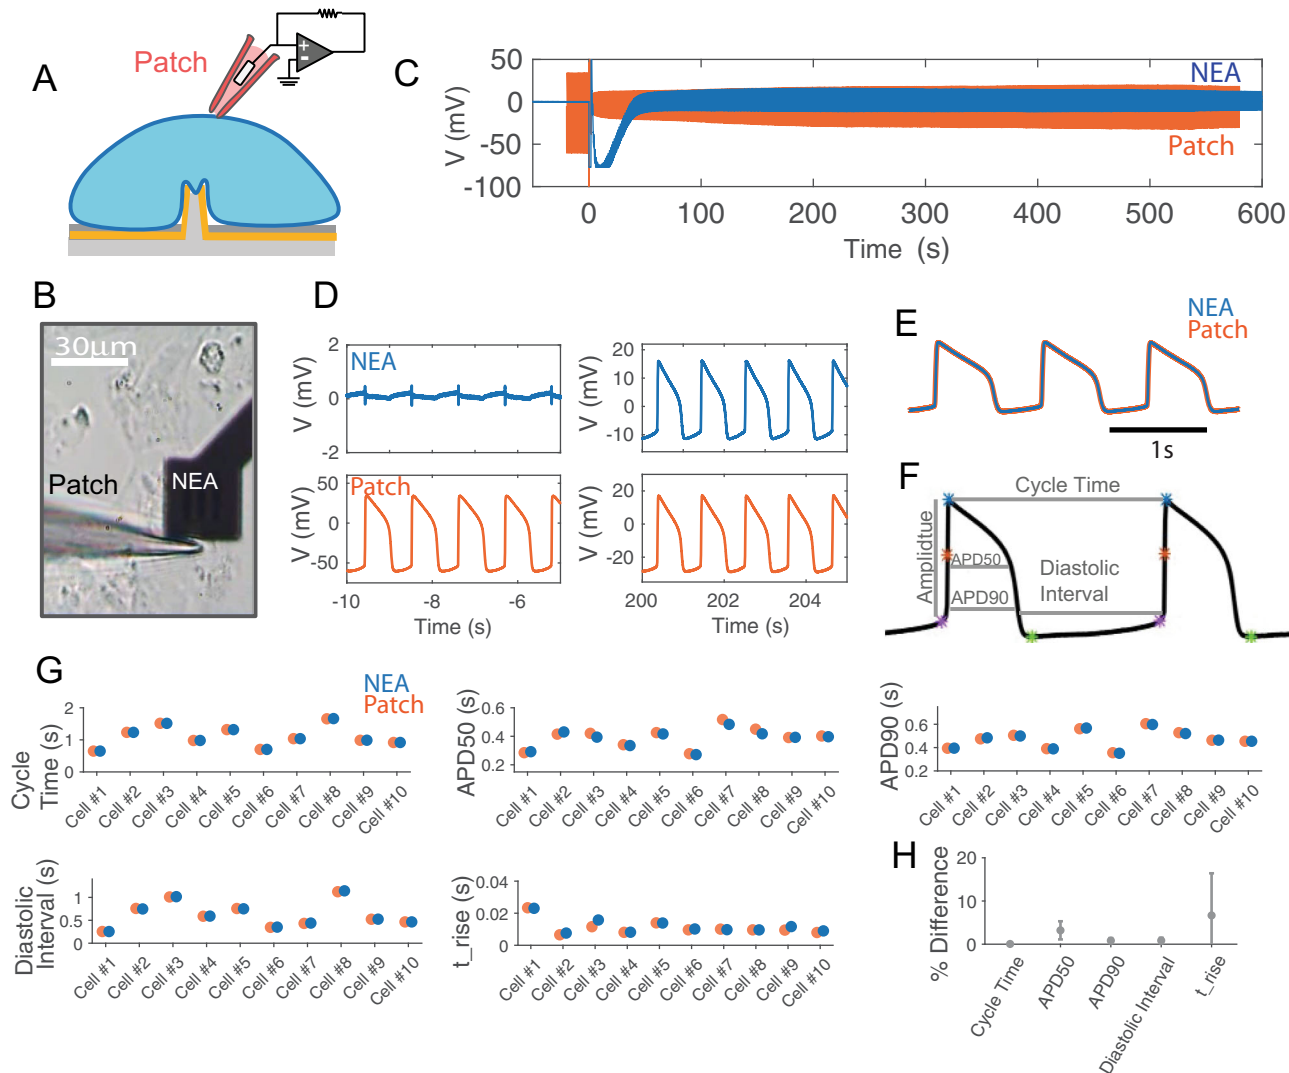 A
Patch
C
V (mV)
50
0
-50
-100
NEA
Patch
0
100
200
300
400
500
600
Time (s)
B
30μm
Patch
NEA
D
NEA
V (mV)
2
0
-2
V (mV)
20
10
0
-10
Patch
V (mV)
50
0
-50
-10
-8
-6
Time (s)
V (mV)
20
0
-20
200
202
204
Time (s)
E
NEA
Patch
1s
F
Cycle Time
Amplidtue
APD50
APD90
Diastolic
Interval
G
NEA
Patch
Cycle
Time (s)
2
1
0
Cell #1
Cell #2
Cell #3
Cell #4
Cell #5
Cell #6
Cell #7
Cell #8
Cell #9
Cell #10
APD50 (s)
0.6
0.4
0.2
Cell #1
Cell #2
Cell #3
Cell #4
Cell #5
Cell #6
Cell #7
Cell #8
Cell #9
Cell #10
APD90 (s)
0.6
0.4
0.2
Cell #1
Cell #2
Cell #3
Cell #4
Cell #5
Cell #6
Cell #7
Cell #8
Cell #9
Cell #10
Diastolic
Interval (s)
1
0.5
0
Cell #1
Cell #2
Cell #3
Cell #4
Cell #5
Cell #6
Cell #7
Cell #8
Cell #9
Cell #10
t_rise (s)
0.04
0.02
0
Cell #1
Cell #2
Cell #3
Cell #4
Cell #5
Cell #6
Cell #7
Cell #8
Cell #9
Cell #10
H
% Difference
20
10
0
Cycle Time
APD50
APD90
Diastolic Interval
t_rise